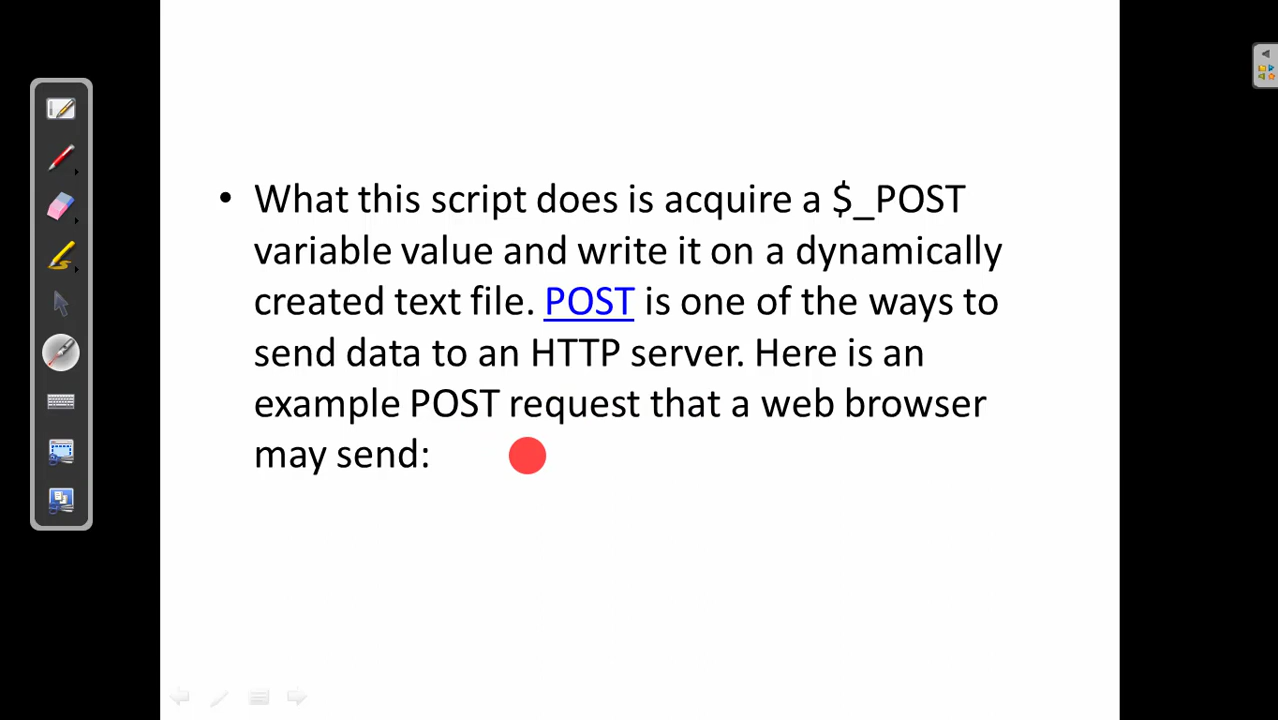 • What this script does is acquire a $_POST
variable value and write it on a dynamically
created text file. POST is one of the ways to
send data to an HTTP server. Here is an
example POST request that a web browser
may send: